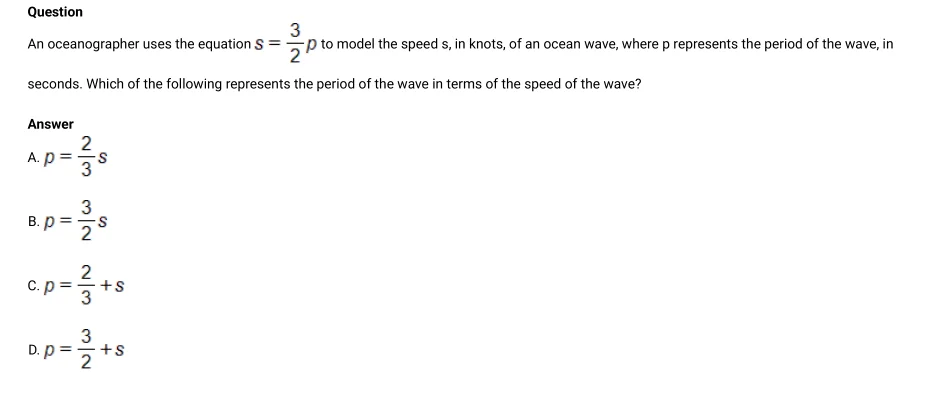 Question
An oceanographer uses the equation s = 3/2 p to model the speed s, in knots, of an ocean wave, where p represents the period of the wave, in
seconds. Which of the following represents the period of the wave in terms of the speed of the wave?
Answer
A. p = 2/3 s
B. p = 3/2 s
C. p = 2/3 + s
D. p = 3/2 + s